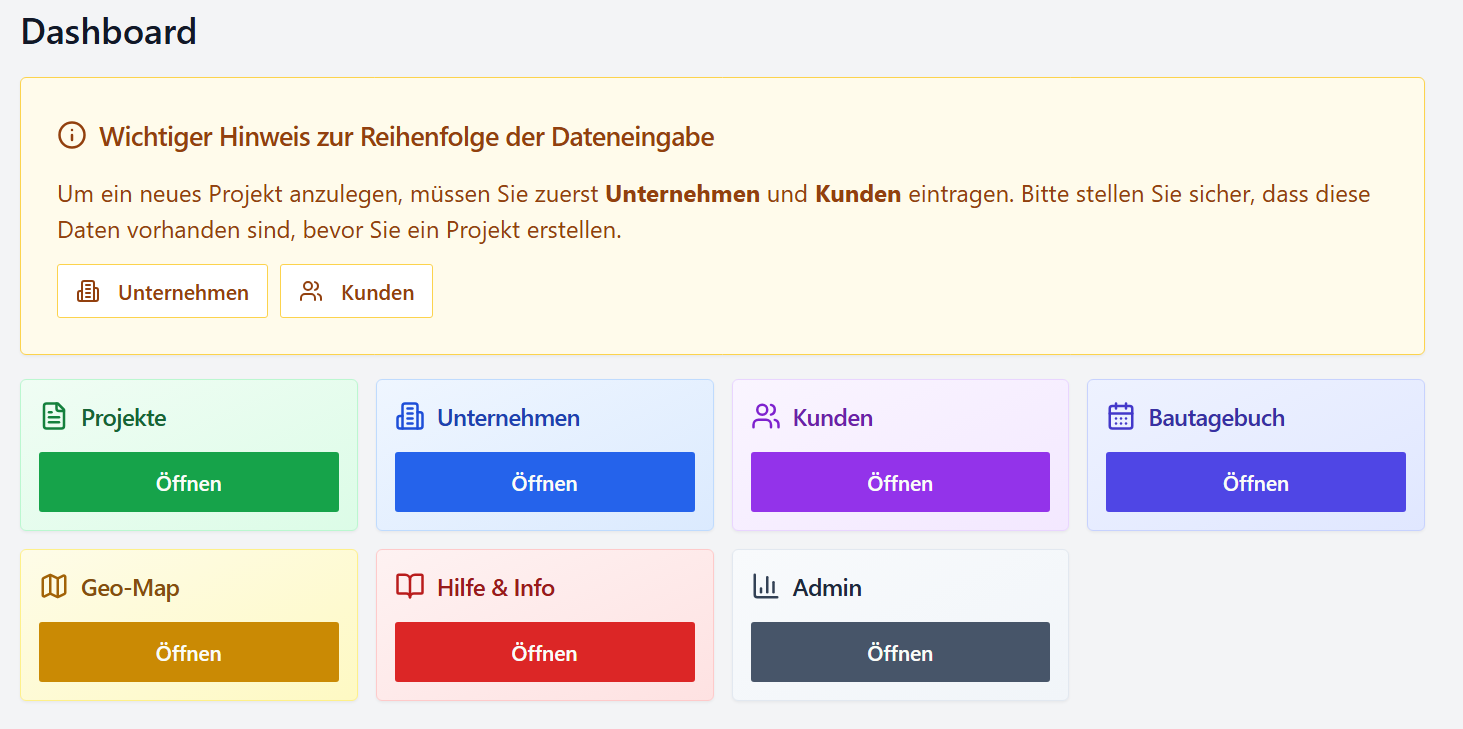 Dashboard
Wichtiger Hinweis zur Reihenfolge der Dateneingabe
Um ein neues Projekt anzulegen, müssen Sie zuerst Unternehmen und Kunden eintragen. Bitte stellen Sie sicher, dass diese
Daten vorhanden sind, bevor Sie ein Projekt erstellen.
Unternehmen
Kunden
Projekte
Öffnen
Unternehmen
Öffnen
Kunden
Öffnen
Bautagebuch
Öffnen
Geo-Map
Öffnen
Hilfe & Info
Öffnen
Admin
Öffnen